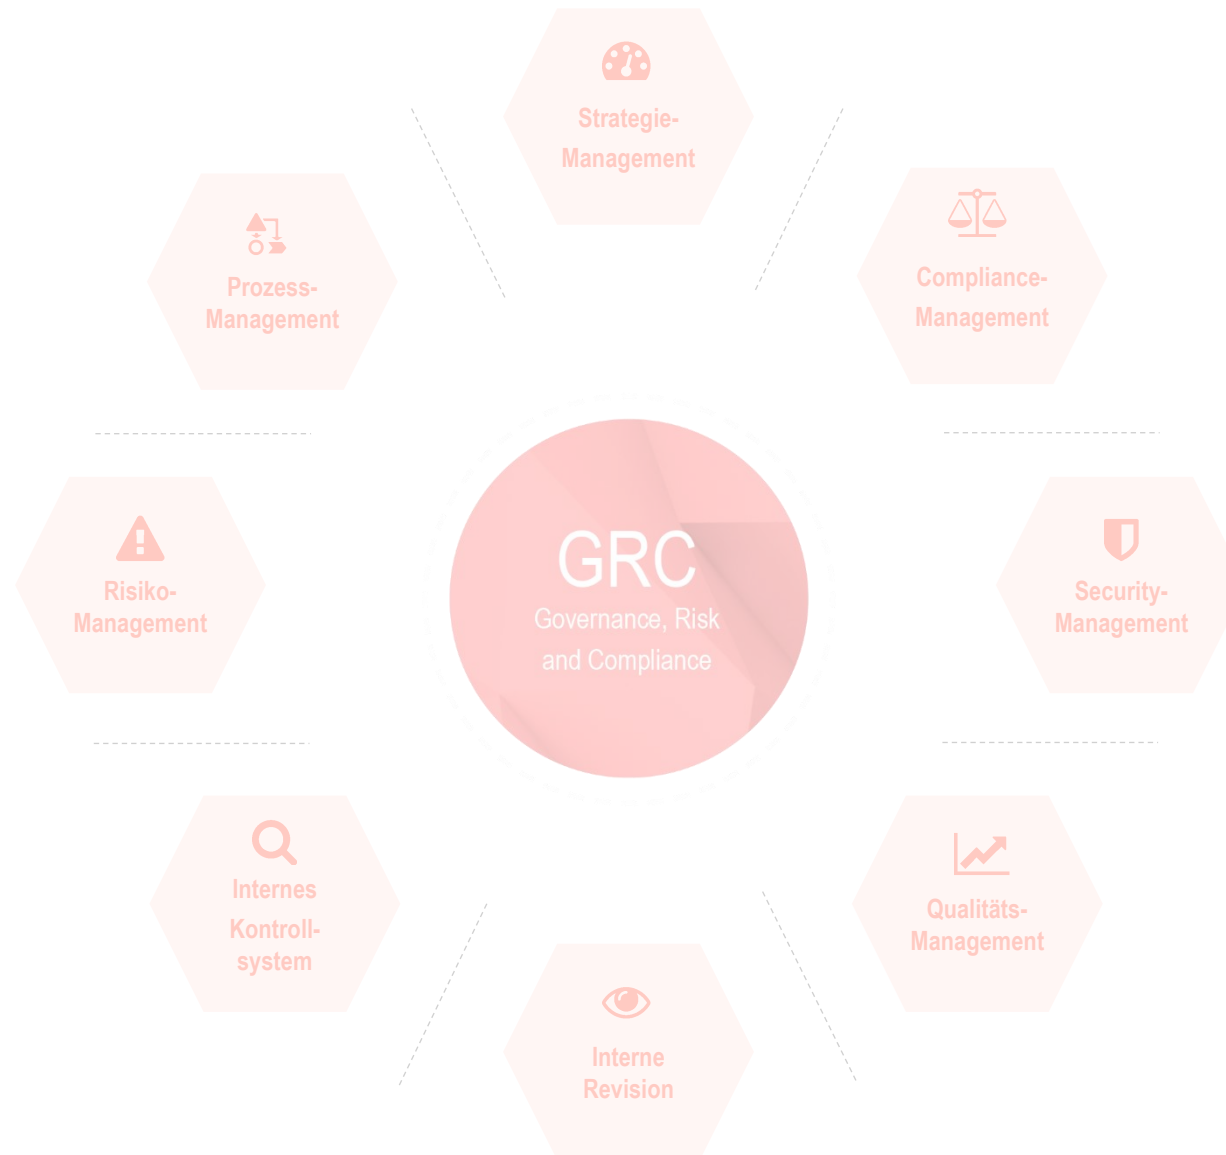 Strategie-
Management
Compliance-
Management
Prozess-
Management
Risiko-
Management
GRC
Governance, Risk
and Compliance
Security-
Management
Internes
Kontroll-
system
Qualitäts-
Management
Interne
Revision